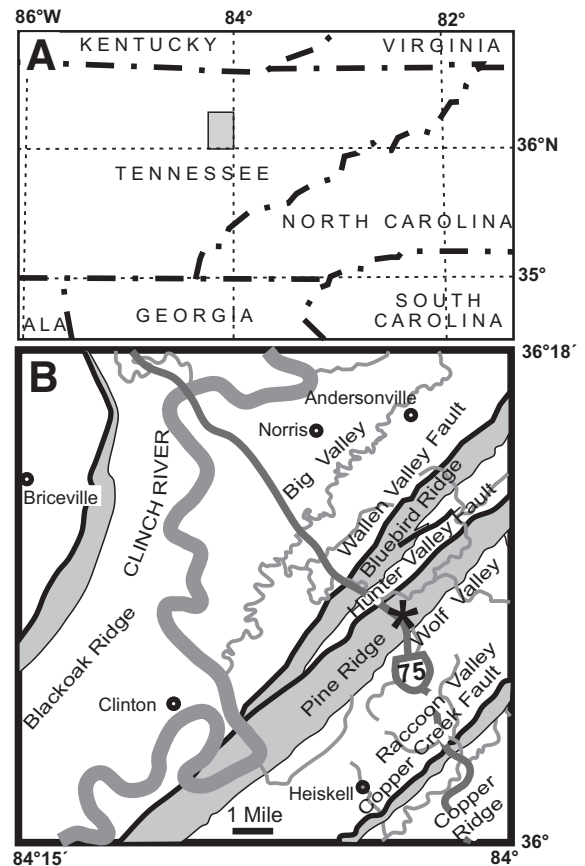 86°W
84°
82°
A
KENTUCKY
VIRGINIA
36°N
TENNESSEE
NORTH CAROLINA
35°
ALA
GEORGIA
SOUTH
CAROLINA
B
36°18´
Andersonville
Norris
Big Valley
Wallen Valley Fault
Bluebird Ridge
Hunter Valley Fault
Briceville
CLINCH RIVER
*
Wolf Valley
Blackoak Ridge
Pine Ridge
75
Clinton
Raccoon Valley
Copper Creek Fault
Heiskell
1 Mile
Copper
Ridge
36°
84°15´
84°